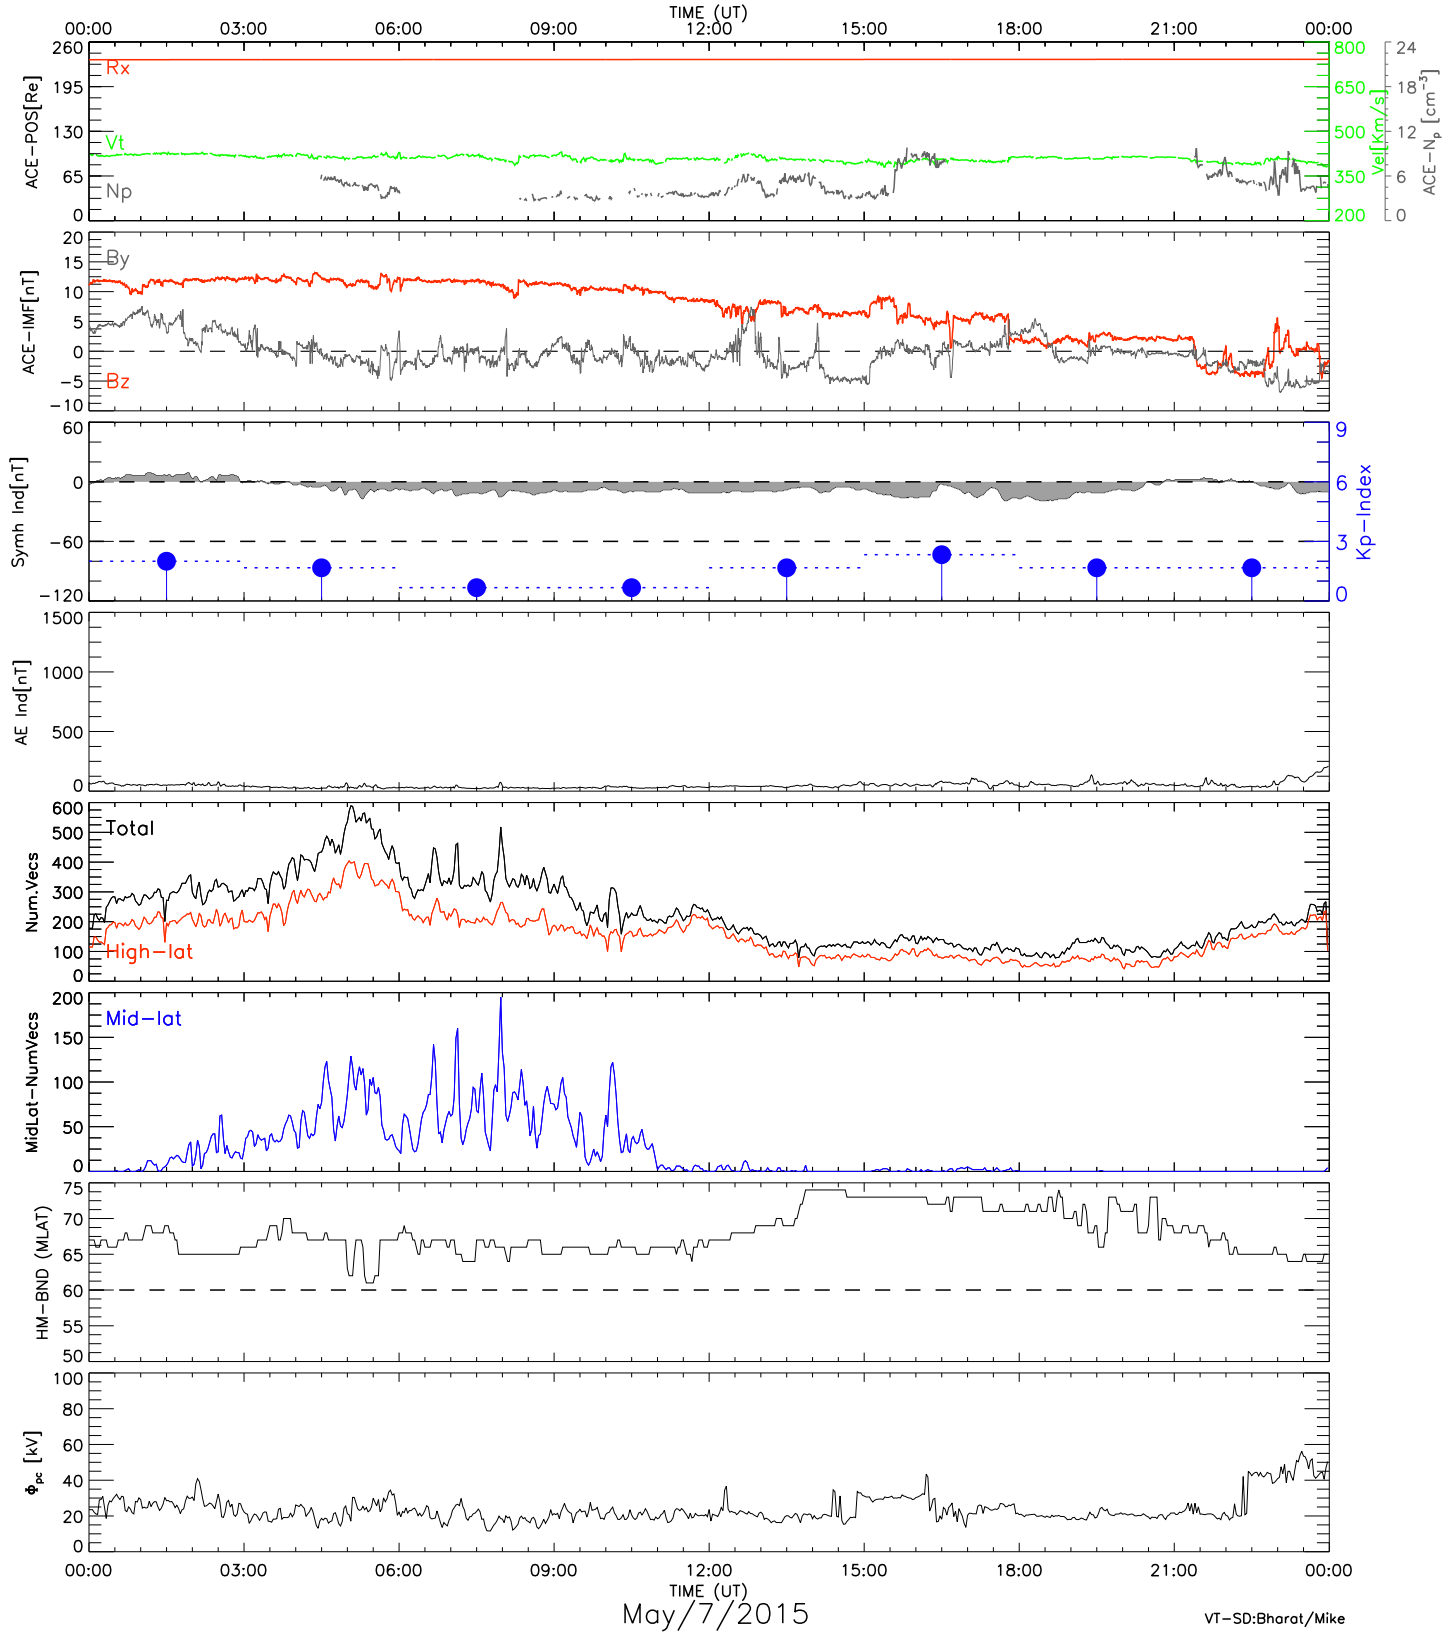 TIME (UT)
00:00 03:00 06:00 09:00 12:00 15:00 18:00 21:00 00:00
ACE-POS[Re]
260
195
130
65
0
Rx
Vt
Np
800
650
500
350
200
Vel[Km/s]
24
18
12
6
0
ACE-Np [cm-3]
ACE-IMF[nT]
20
15
10
5
0
-5
-10
By
Bz
Symh Ind[nT]
60
0
-60
-120
9
6
3
0
Kp-Index
AE Ind[nT]
1500
1000
500
0
Num.Vecs
600
500
400
300
200
100
0
Total
High-lat
MidLat-NumVecs
200
150
100
50
0
Mid-lat
HM-BND (MLAT)
75
70
65
60
55
50
Φpc [kV]
100
80
60
40
20
0
00:00 03:00 06:00 09:00 12:00 15:00 18:00 21:00 00:00
TIME (UT)
May/7/2015
VT-SD:Bharat/Mike